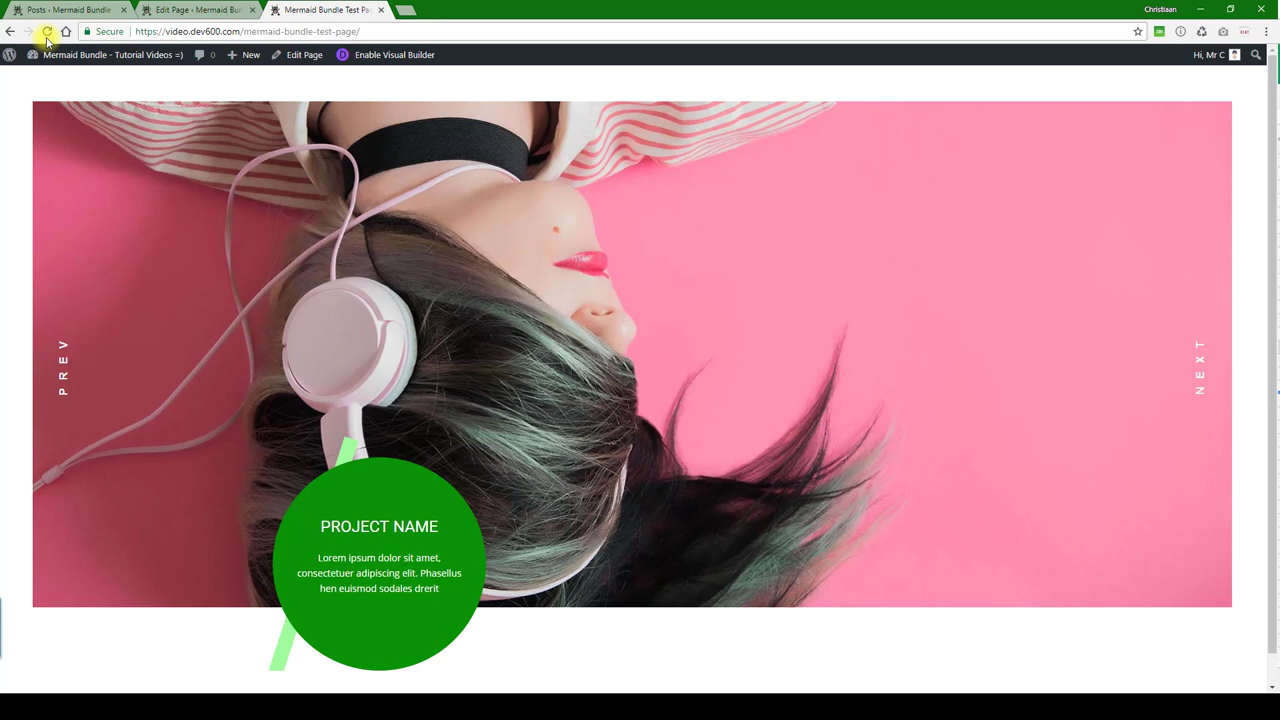 Posts ‹ Mermaid Bundle
Edit Page ‹ Mermaid Bun
Mermaid Bundle Test Pa
Christiaan
Secure
https://video.dev600.com/mermaid-bundle-test-page/
Mermaid Bundle - Tutorial Videos =)
0
New
Edit Page
D
Enable Visual Builder
Hi, Mr C
PREV
NEXT
PROJECT NAME
Lorem ipsum dolor sit amet,
consectetuer adipiscing elit. Phasellus
hen euismod sodales drerit